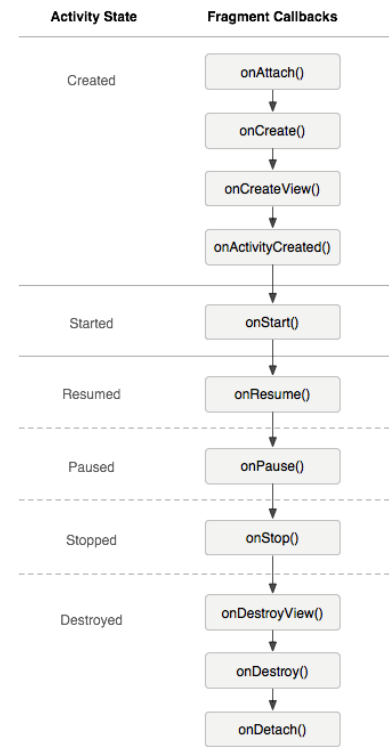 Activity State Fragment Callbacks
Created
onAttach()
onCreate()
onCreateView()
onActivityCreated()
Started
onStart()
Resumed
onResume()
Paused
onPause()
Stopped
onStop()
Destroyed
onDestroyView()
onDestroy()
onDetach()